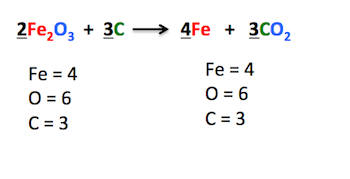 2Fe₂O₃ + 3C ⟶ 4Fe + 3CO₂
Fe = 4
O = 6
C = 3
Fe = 4
O = 6
C = 3